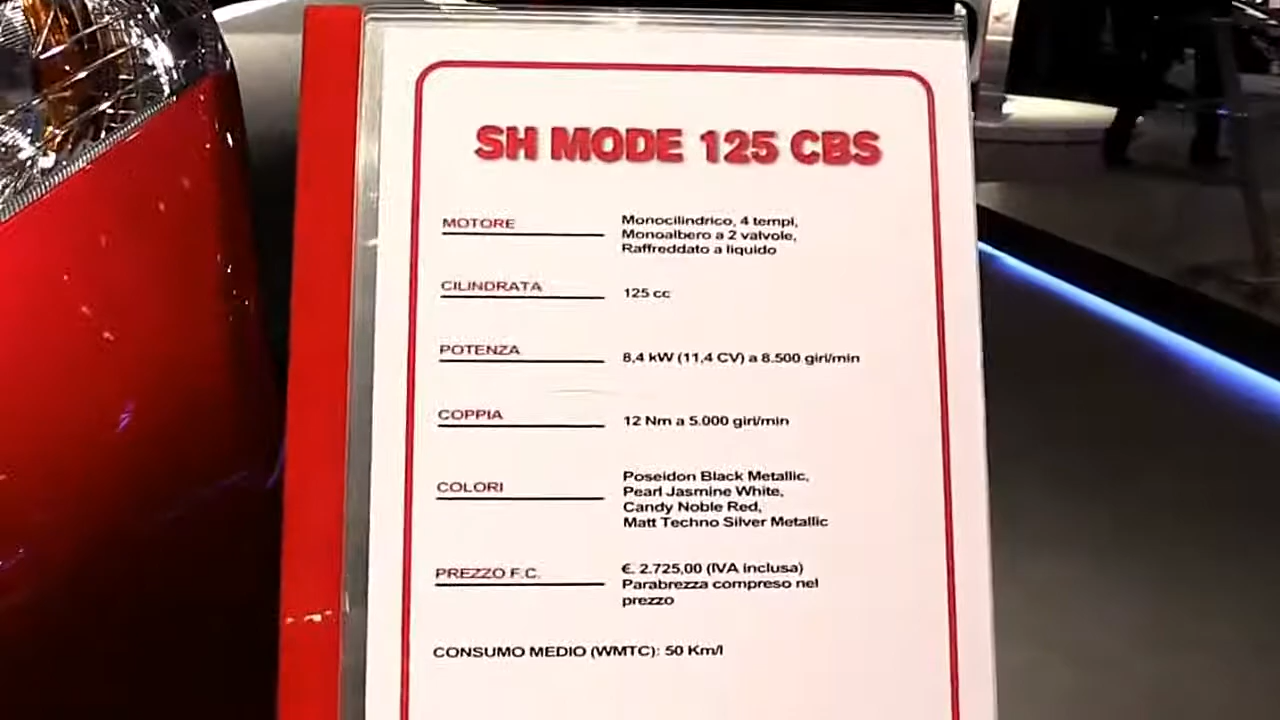 SH MODE 125 CBS
MOTORE
Monocilindrico, 4 tempi,
Monoalbero a 2 valvole,
Raffreddato a liquido
CILINDRATA
125 cc
POTENZA
8,4 kW (11,4 CV) a 8.500 giri/min
COPPIA
12 Nm a 5.000 giri/min
COLORI
Poseidon Black Metallic,
Pearl Jasmine White,
Candy Noble Red,
Matt Techno Silver Metallic
PREZZO F.C.
€. 2.725,00 (IVA inclusa)
Parabrezza compreso nel
prezzo
CONSUMO MEDIO (WMTC): 50 Km/l